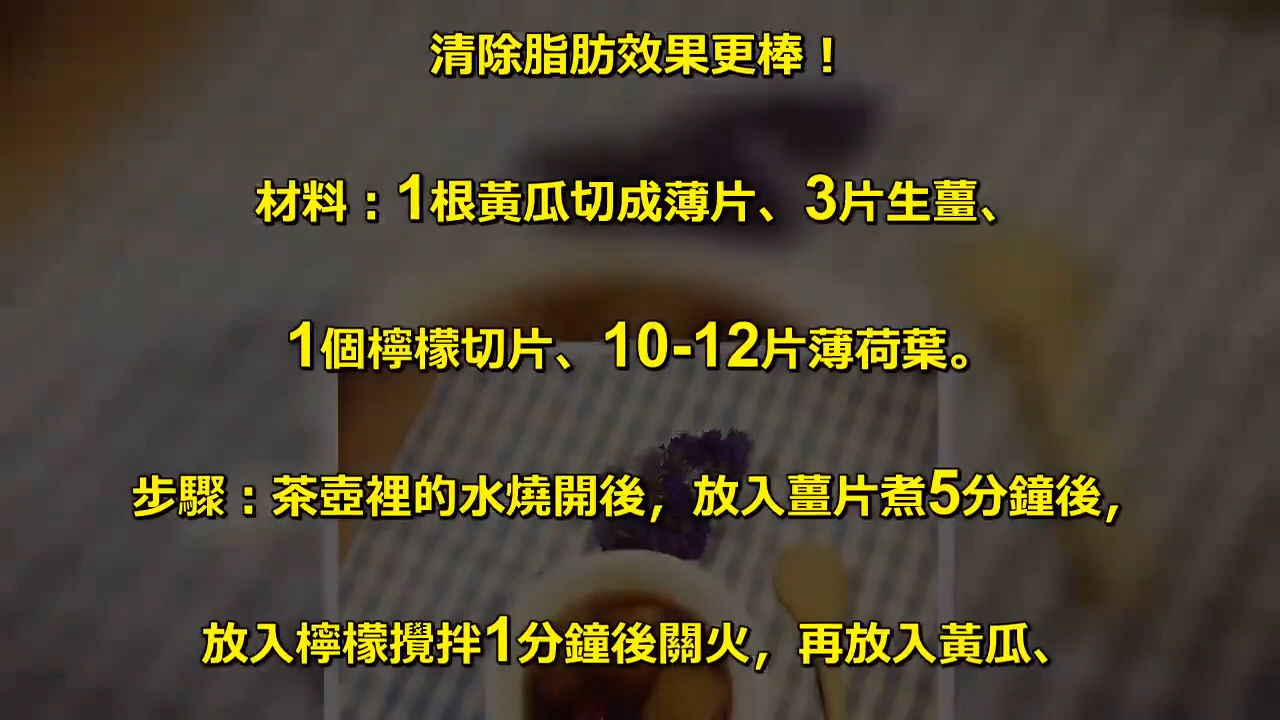 清除脂肪效果更棒！
材料：1根黃瓜切成薄片、3片生薑、
1個檸檬切片、10-12片薄荷葉。
步驟：茶壺裡的水燒開後，放入薑片煮5分鐘後，
放入檸檬攪拌1分鐘後關火，再放入黃瓜、